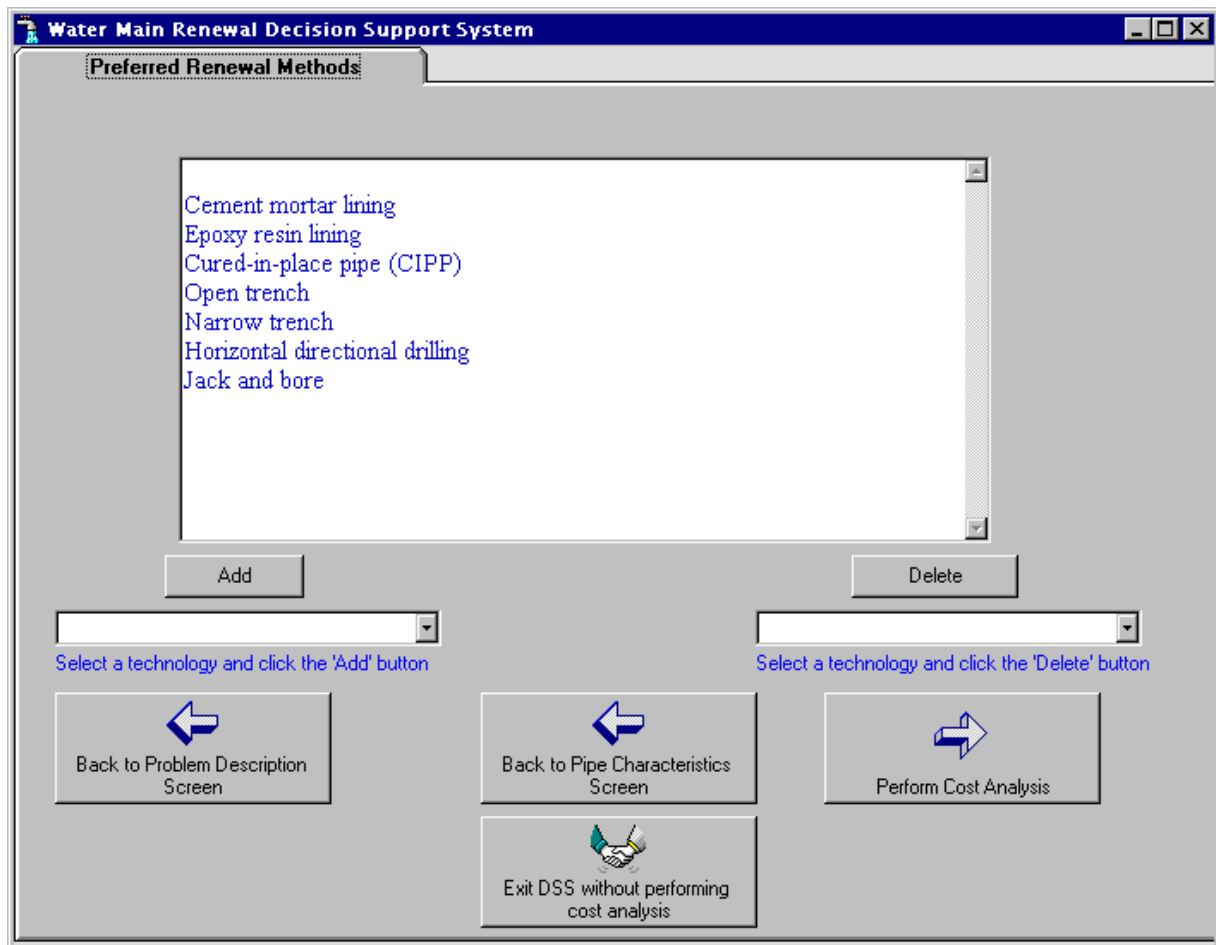 Water Main Renewal Decision Support System
Preferred Renewal Methods
Cement mortar lining
Epoxy resin lining
Cured-in-place pipe (CIPP)
Open trench
Narrow trench
Horizontal directional drilling
Jack and bore
Add
Delete
Select a technology and click the 'Add' button
Select a technology and click the 'Delete' button
Back to Problem Description
Screen
Back to Pipe Characteristics
Screen
Perform Cost Analysis
Exit DSS without performing
cost analysis